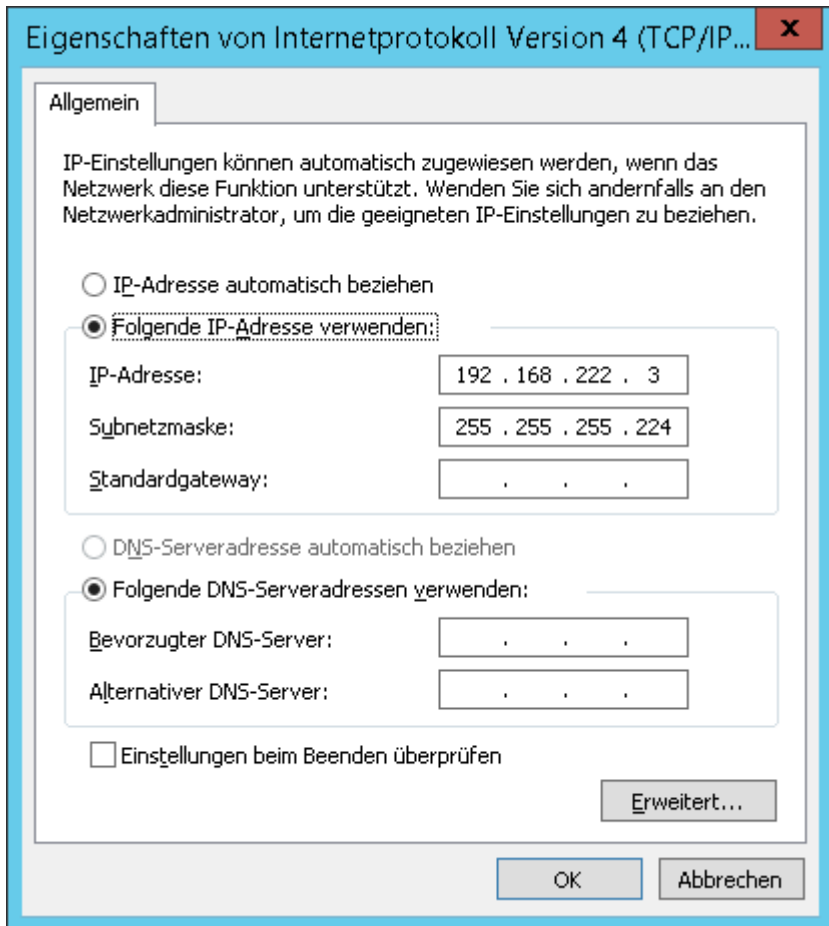 Eigenschaften von Internetprotokoll Version 4 (TCP/IP...
x
Allgemein
IP-Einstellungen können automatisch zugewiesen werden, wenn das
Netzwerk diese Funktion unterstützt. Wenden Sie sich andernfalls an den
Netzwerkadministrator, um die geeigneten IP-Einstellungen zu beziehen.
IP-Adresse automatisch beziehen
Folgende IP-Adresse verwenden:
IP-Adresse: 192 . 168 . 222 . 3
Subnetzmaske: 255 . 255 . 255 . 224
Standardgateway: . . .
DNS-Serveradresse automatisch beziehen
Folgende DNS-Serveradressen verwenden:
Bevorzugter DNS-Server: . . .
Alternativer DNS-Server: . . .
Einstellungen beim Beenden überprüfen
Erweitert...
OK Abbrechen